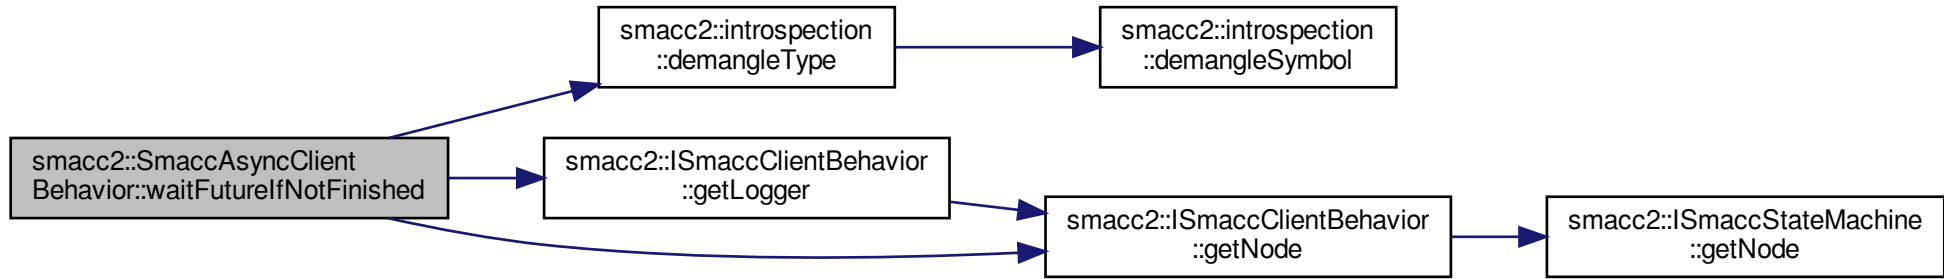 smacc2::introspection
::demangleType
smacc2::introspection
::demangleSymbol
smacc2::SmaccAsyncClient
Behavior::waitFutureIfNotFinished
smacc2::ISmaccClientBehavior
::getLogger
smacc2::ISmaccClientBehavior
::getNode
smacc2::ISmaccStateMachine
::getNode